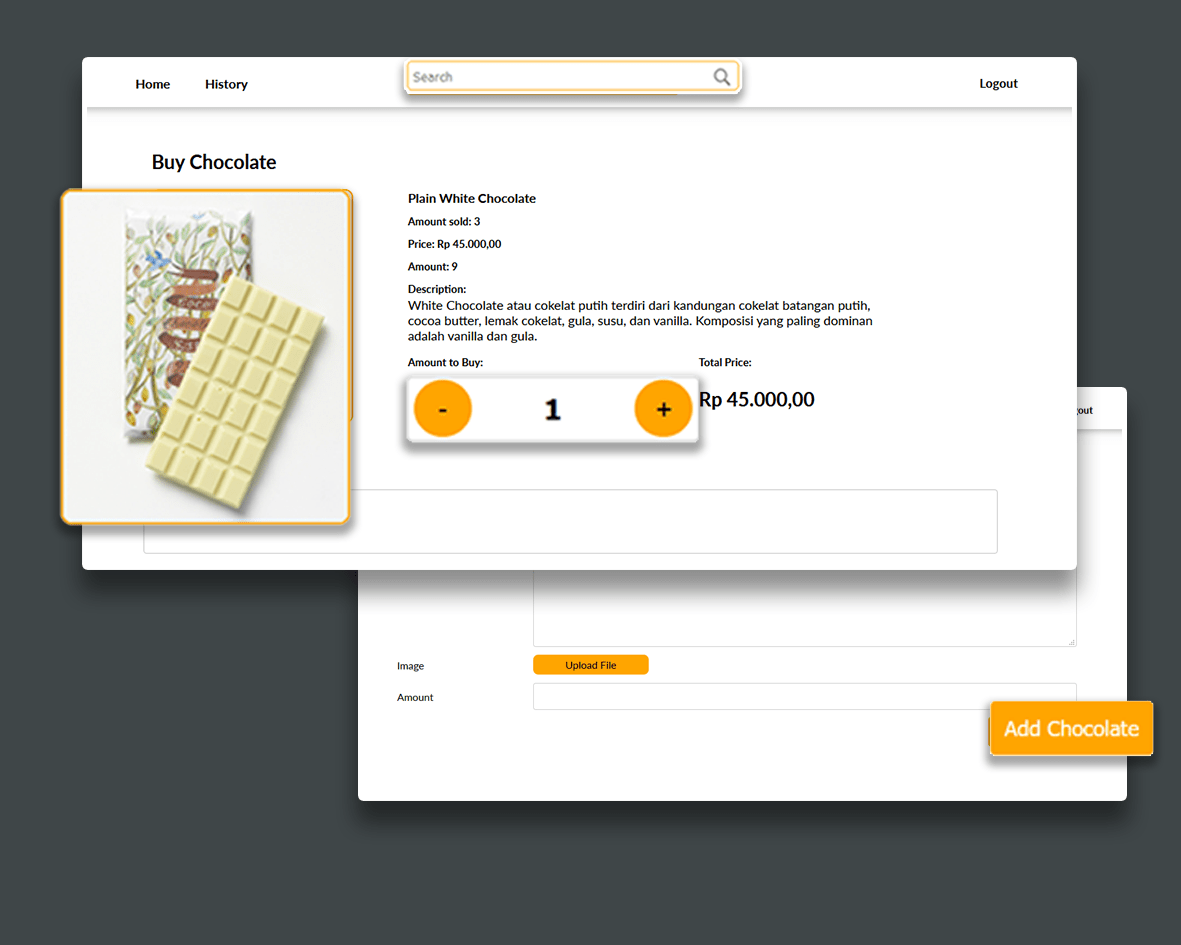 Home
History
Search
Logout
Buy Chocolate
Plain White Chocolate
Amount sold: 3
Price: Rp 45.000,00
Amount: 9
Description:
White Chocolate atau cokelat putih terdiri dari kandungan cokelat batangan putih,
cocoa butter, lemak cokelat, gula, susu, dan vanilla. Komposisi yang paling dominan
adalah vanilla dan gula.
Amount to Buy:
Total Price:
-
1
+
Rp 45.000,00
gout
Image
Upload File
Amount
Add Chocolate